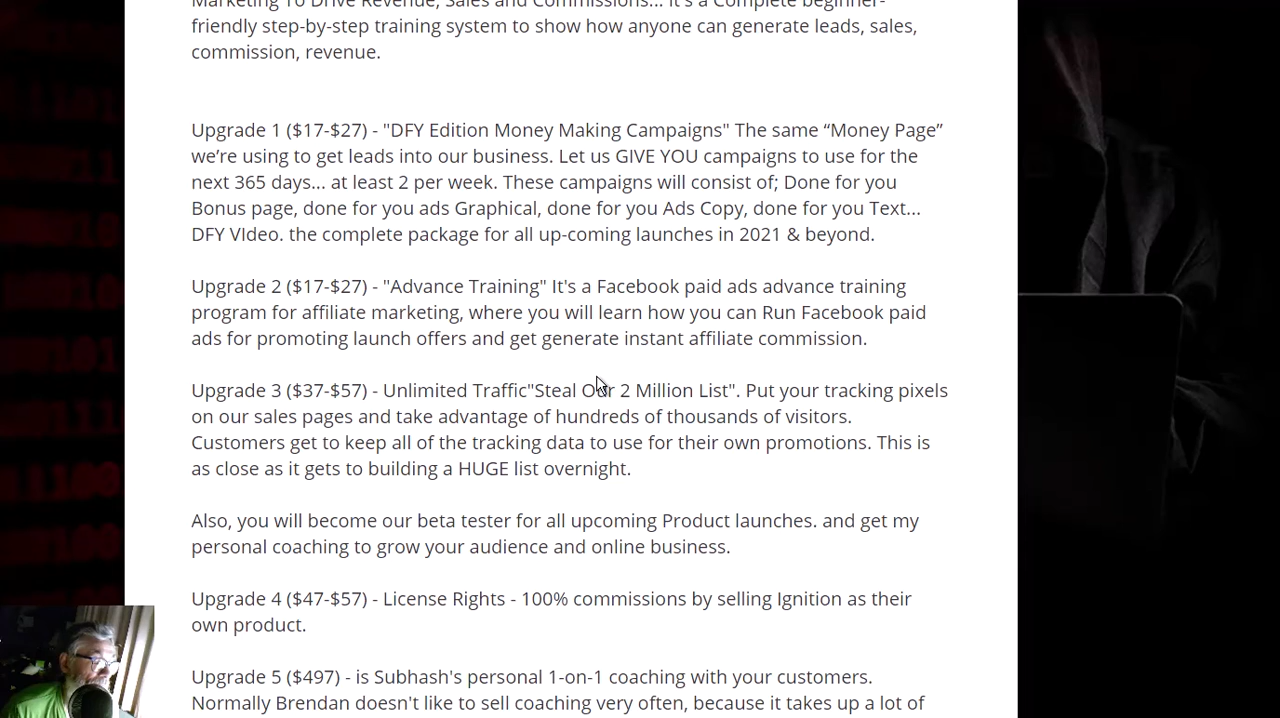 Marketing To Drive Revenue, Sales and Commissions... It's a Complete beginner-
friendly step-by-step training system to show how anyone can generate leads, sales,
commission, revenue.
Upgrade 1 ($17-$27) - "DFY Edition Money Making Campaigns" The same “Money Page”
we’re using to get leads into our business. Let us GIVE YOU campaigns to use for the
next 365 days... at least 2 per week. These campaigns will consist of; Done for you
Bonus page, done for you ads Graphical, done for you Ads Copy, done for you Text...
DFY VIdeo. the complete package for all up-coming launches in 2021 & beyond.
Upgrade 2 ($17-$27) - "Advance Training" It's a Facebook paid ads advance training
program for affiliate marketing, where you will learn how you can Run Facebook paid
ads for promoting launch offers and get generate instant affiliate commission.
Upgrade 3 ($37-$57) - Unlimited Traffic"Steal Our 2 Million List". Put your tracking pixels
on our sales pages and take advantage of hundreds of thousands of visitors.
Customers get to keep all of the tracking data to use for their own promotions. This is
as close as it gets to building a HUGE list overnight.
Also, you will become our beta tester for all upcoming Product launches. and get my
personal coaching to grow your audience and online business.
Upgrade 4 ($47-$57) - License Rights - 100% commissions by selling Ignition as their
own product.
Upgrade 5 ($497) - is Subhash's personal 1-on-1 coaching with your customers.
Normally Brendan doesn't like to sell coaching very often, because it takes up a lot of